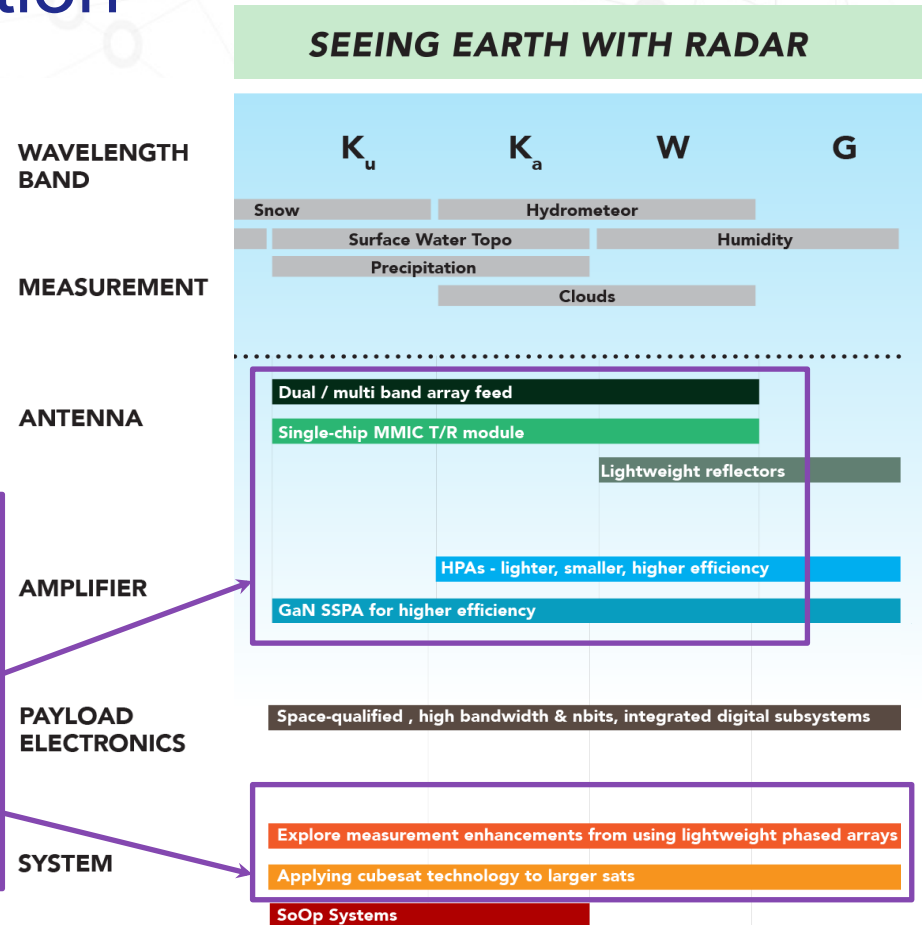 SEEING EARTH WITH RADAR
WAVELENGTH
BAND
Ku Ka W G
Snow Hydrometeor
Surface Water Topo Humidity
MEASUREMENT
Precipitation
Clouds
ANTENNA
Dual / multi band array feed
Single-chip MMIC T/R module
Lightweight reflectors
AMPLIFIER
HPAs - lighter, smaller, higher efficiency
GaN SSPA for higher efficiency
PAYLOAD
ELECTRONICS
Space-qualified , high bandwidth & nbits, integrated digital subsystems
SYSTEM
Explore measurement enhancements from using lightweight phased arrays
Applying cubesat technology to larger sats
SoOp Systems